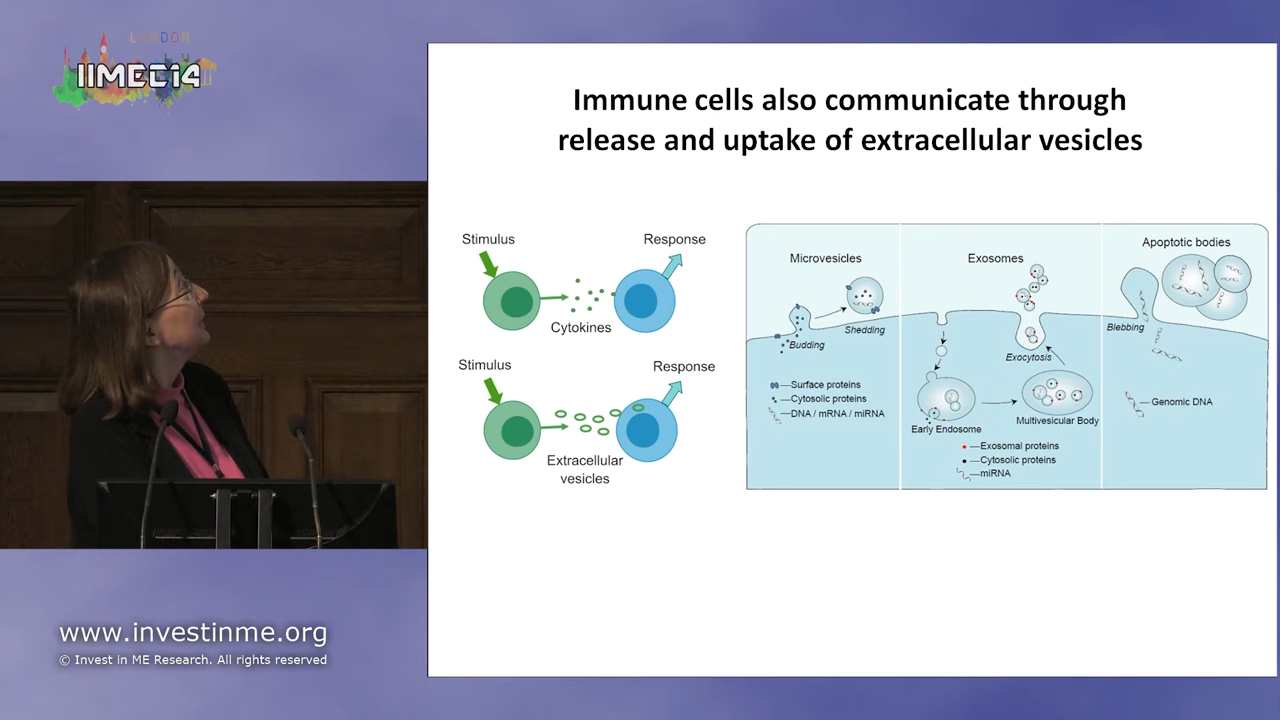 LONDON
IIMEC14
Immune cells also communicate through
release and uptake of extracellular vesicles
Stimulus
Response
Cytokines
Stimulus
Response
Extracellular
vesicles
Microvesicles
Budding
Shedding
Surface proteins
Cytosolic proteins
DNA / mRNA / miRNA
Exosomes
Exocytosis
Early Endosome
Multivesicular Body
Exosomal proteins
Cytosolic proteins
miRNA
Apoptotic bodies
Blebbing
Genomic DNA
www.investinme.org
© Invest in ME Research. All rights reserved